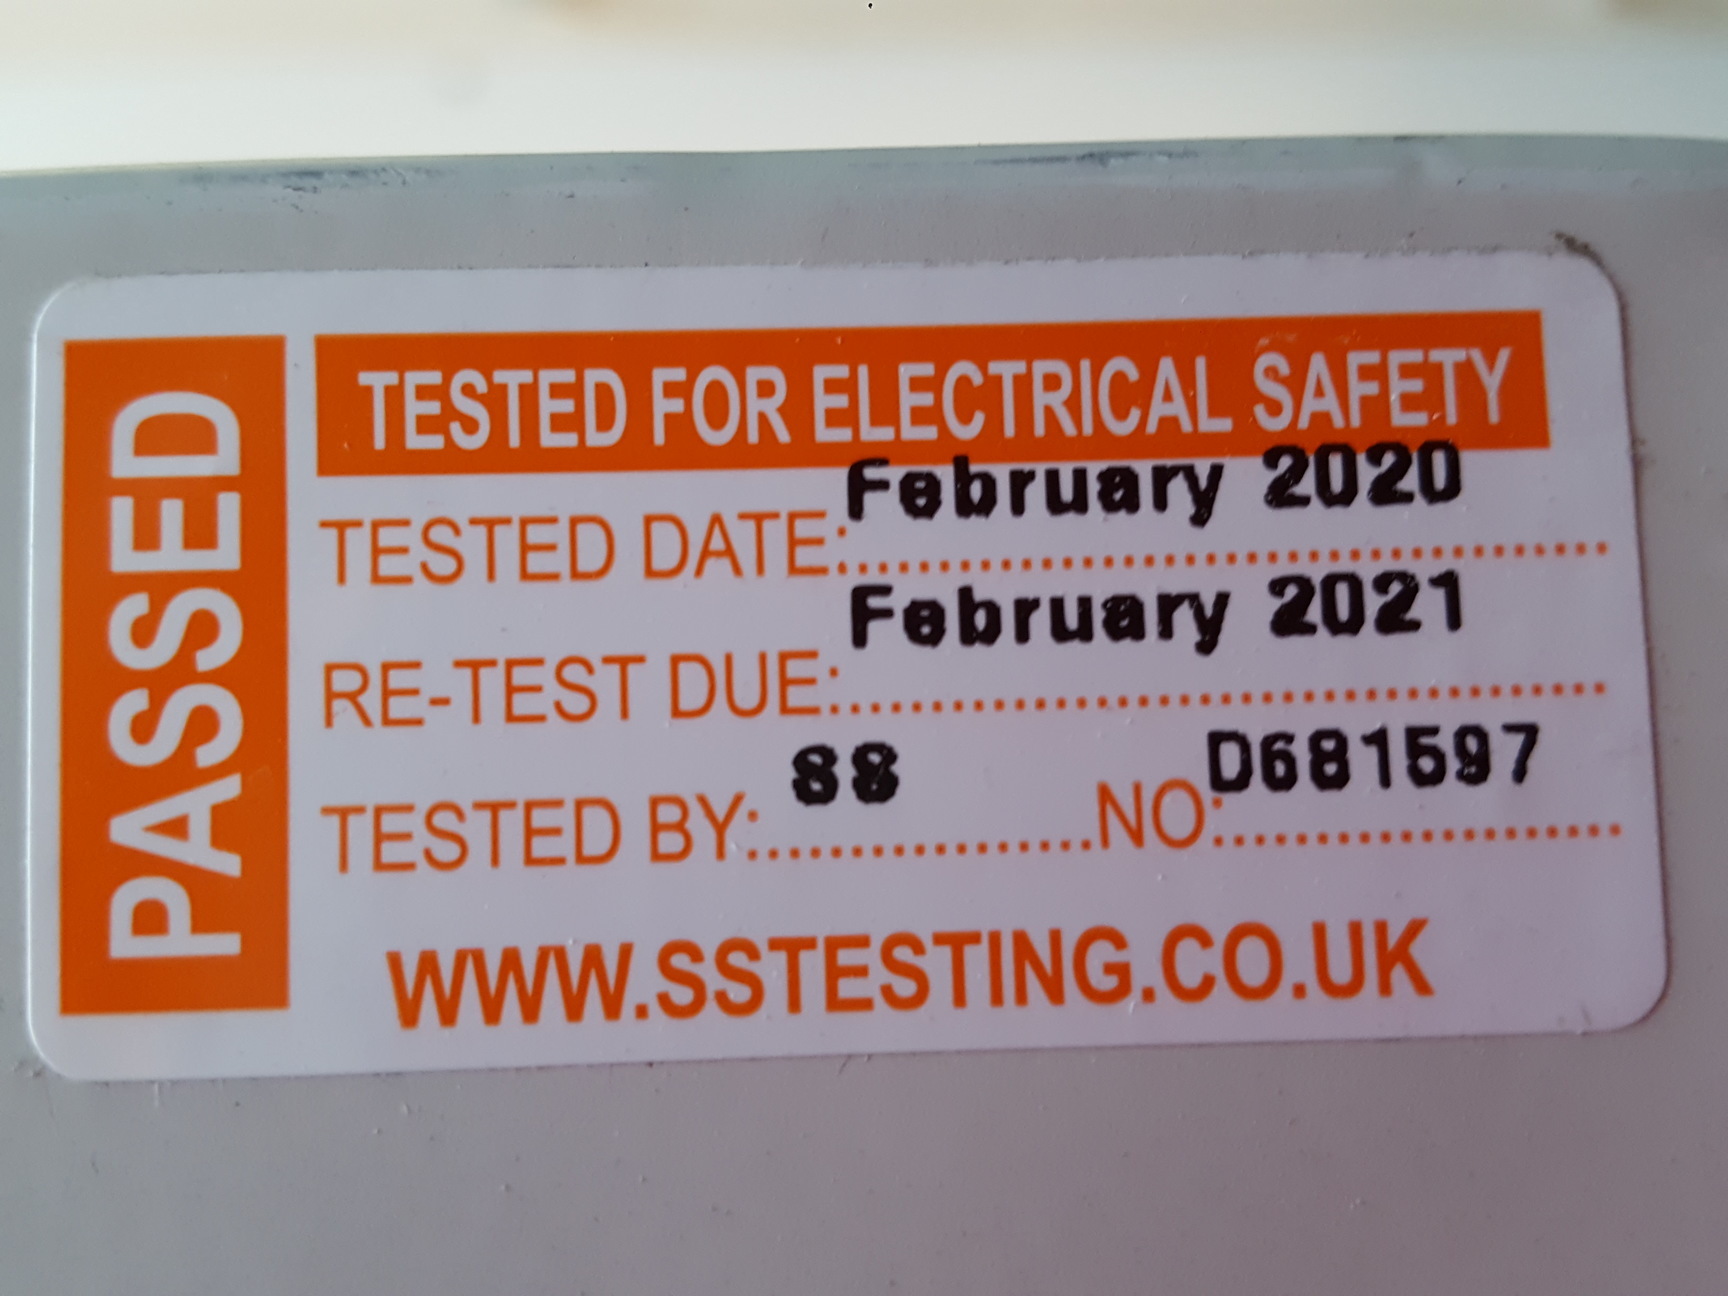 PASSED
TESTED FOR ELECTRICAL SAFETY
TESTED DATE: February 2020
RE-TEST DUE: February 2021
TESTED BY: SS NO: D681597
WWW.SSTESTING.CO.UK